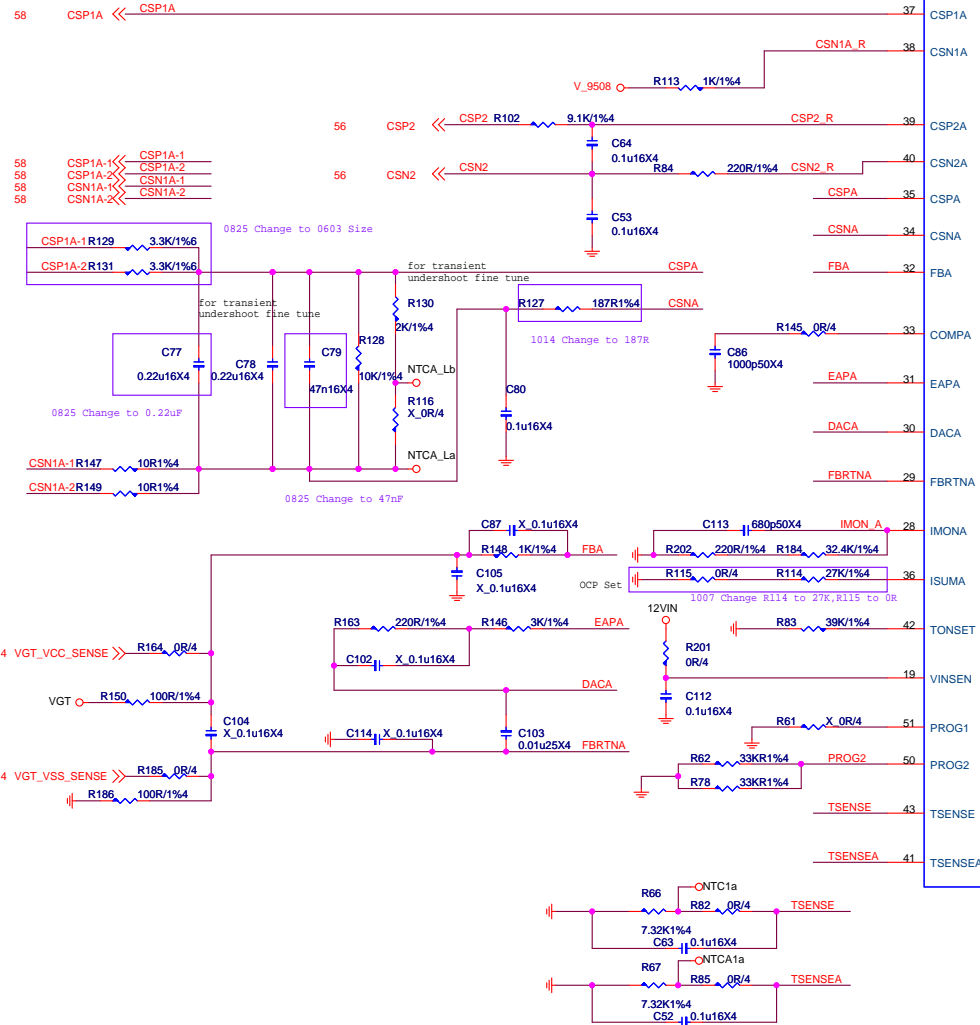 58 CSP1A CSP1A 37 CSP1A
CSN1A_R 38 CSN1A
V_9508 R113 1K/1%4
56 CSP2 CSP2 R102 9.1K/1%4 CSP2_R 39 CSP2A
C64
0.1u16X4
58 CSP1A-1 CSP1A-1
58 CSP1A-2 CSP1A-2
58 CSN1A-1 CSN1A-1
58 CSN1A-2 CSN1A-2
56 CSN2 CSN2 R84 220R/1%4 CSN2_R 40 CSN2A
CSPA 35 CSPA
C53
0.1u16X4
CSNA 34 CSNA
0825 Change to 0603 Size
CSP1A-1 R129 3.3K/1%6
CSP1A-2 R131 3.3K/1%6
for transient
undershoot fine tune
CSPA
FBA 32 FBA
for transient
undershoot fine tune
R130
2K/1%4
R127 187R1%4 CSNA
1014 Change to 187R
R145 0R/4 33 COMPA
C86
1000p50X4
C77
0.22u16X4
C78
0.22u16X4
C79
47n16X4
R128
10K/1%4
NTCA_Lb
R116
X_0R/4
C80
0.1u16X4
EAPA 31 EAPA
0825 Change to 0.22uF
DACA 30 DACA
NTCA_La
CSN1A-1 R147 10R1%4
CSN1A-2 R149 10R1%4
0825 Change to 47nF
FBRTNA 29 FBRTNA
C87 X_0.1u16X4
R148 1K/1%4 FBA
C105
X_0.1u16X4
C113 680p50X4 IMON_A 28 IMONA
R202 220R/1%4 R184 32.4K/1%4
OCP Set
R115 0R/4 R114 27K/1%4 36 ISUMA
1007 Change R114 to 27K,R115 to 0R
12VIN
R163 220R/1%4 R146 3K/1%4 EAPA
R83 39K/1%4 42 TONSET
R201
0R/4
4 VGT_VCC_SENSE R164 0R/4
C102 X_0.1u16X4
19 VINSEN
DACA
C112
0.1u16X4
VGT R150 100R/1%4
C104
X_0.1u16X4
C114 X_0.1u16X4
C103
0.01u25X4
FBRTNA
R61 X_0R/4 51 PROG1
R62 33KR1%4 PROG2 50 PROG2
R78 33KR1%4
4 VGT_VSS_SENSE R185 0R/4
R186 100R/1%4
TSENSE 43 TSENSE
TSENSEA 41 TSENSEA
NTC1a
R66
7.32K1%4
R82 0R/4 TSENSE
C63 0.1u16X4
NTCA1a
R67
7.32K1%4
R85 0R/4 TSENSEA
C52 0.1u16X4